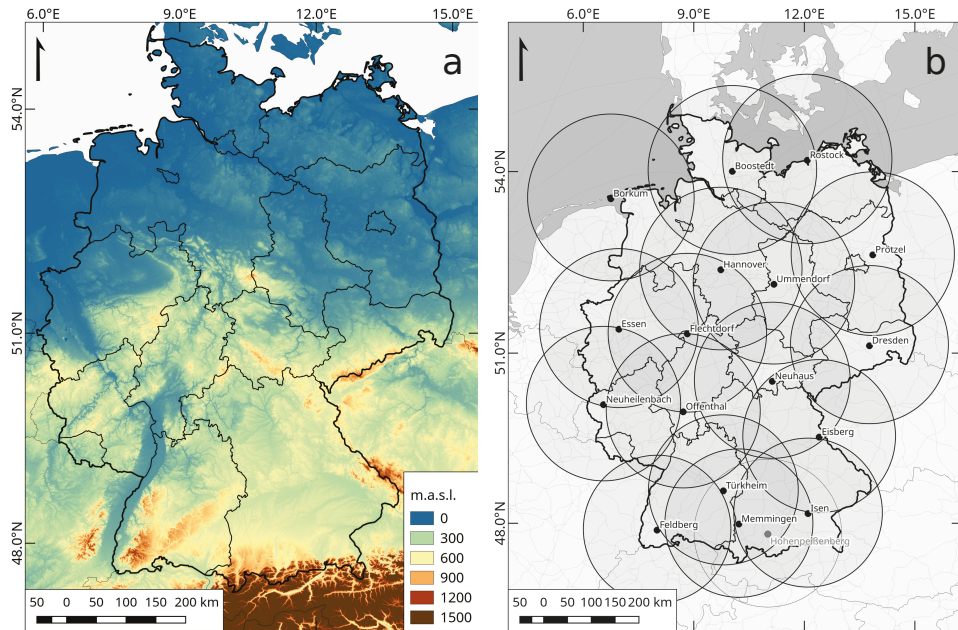 6.0°E 9.0°E 12.0°E 15.0°E
a
54.0°N
51.0°N
48.0°N
m.a.s.l.
0
300
600
900
1200
1500
50 0 50 100 150 200 km
6.0°E 9.0°E 12.0°E 15.0°E
b
54.0°N
51.0°N
48.0°N
Rostock
Boostedt
Borkum
Prötzel
Hannover
Ummendorf
Essen
Flechtdorf
Dresden
Neuhaus
Neuheilenbach
Offenthal
Eisberg
Türkheim
Isen
Memmingen
Feldberg
Hohenpeißenberg
50 0 50 100 150 200 km